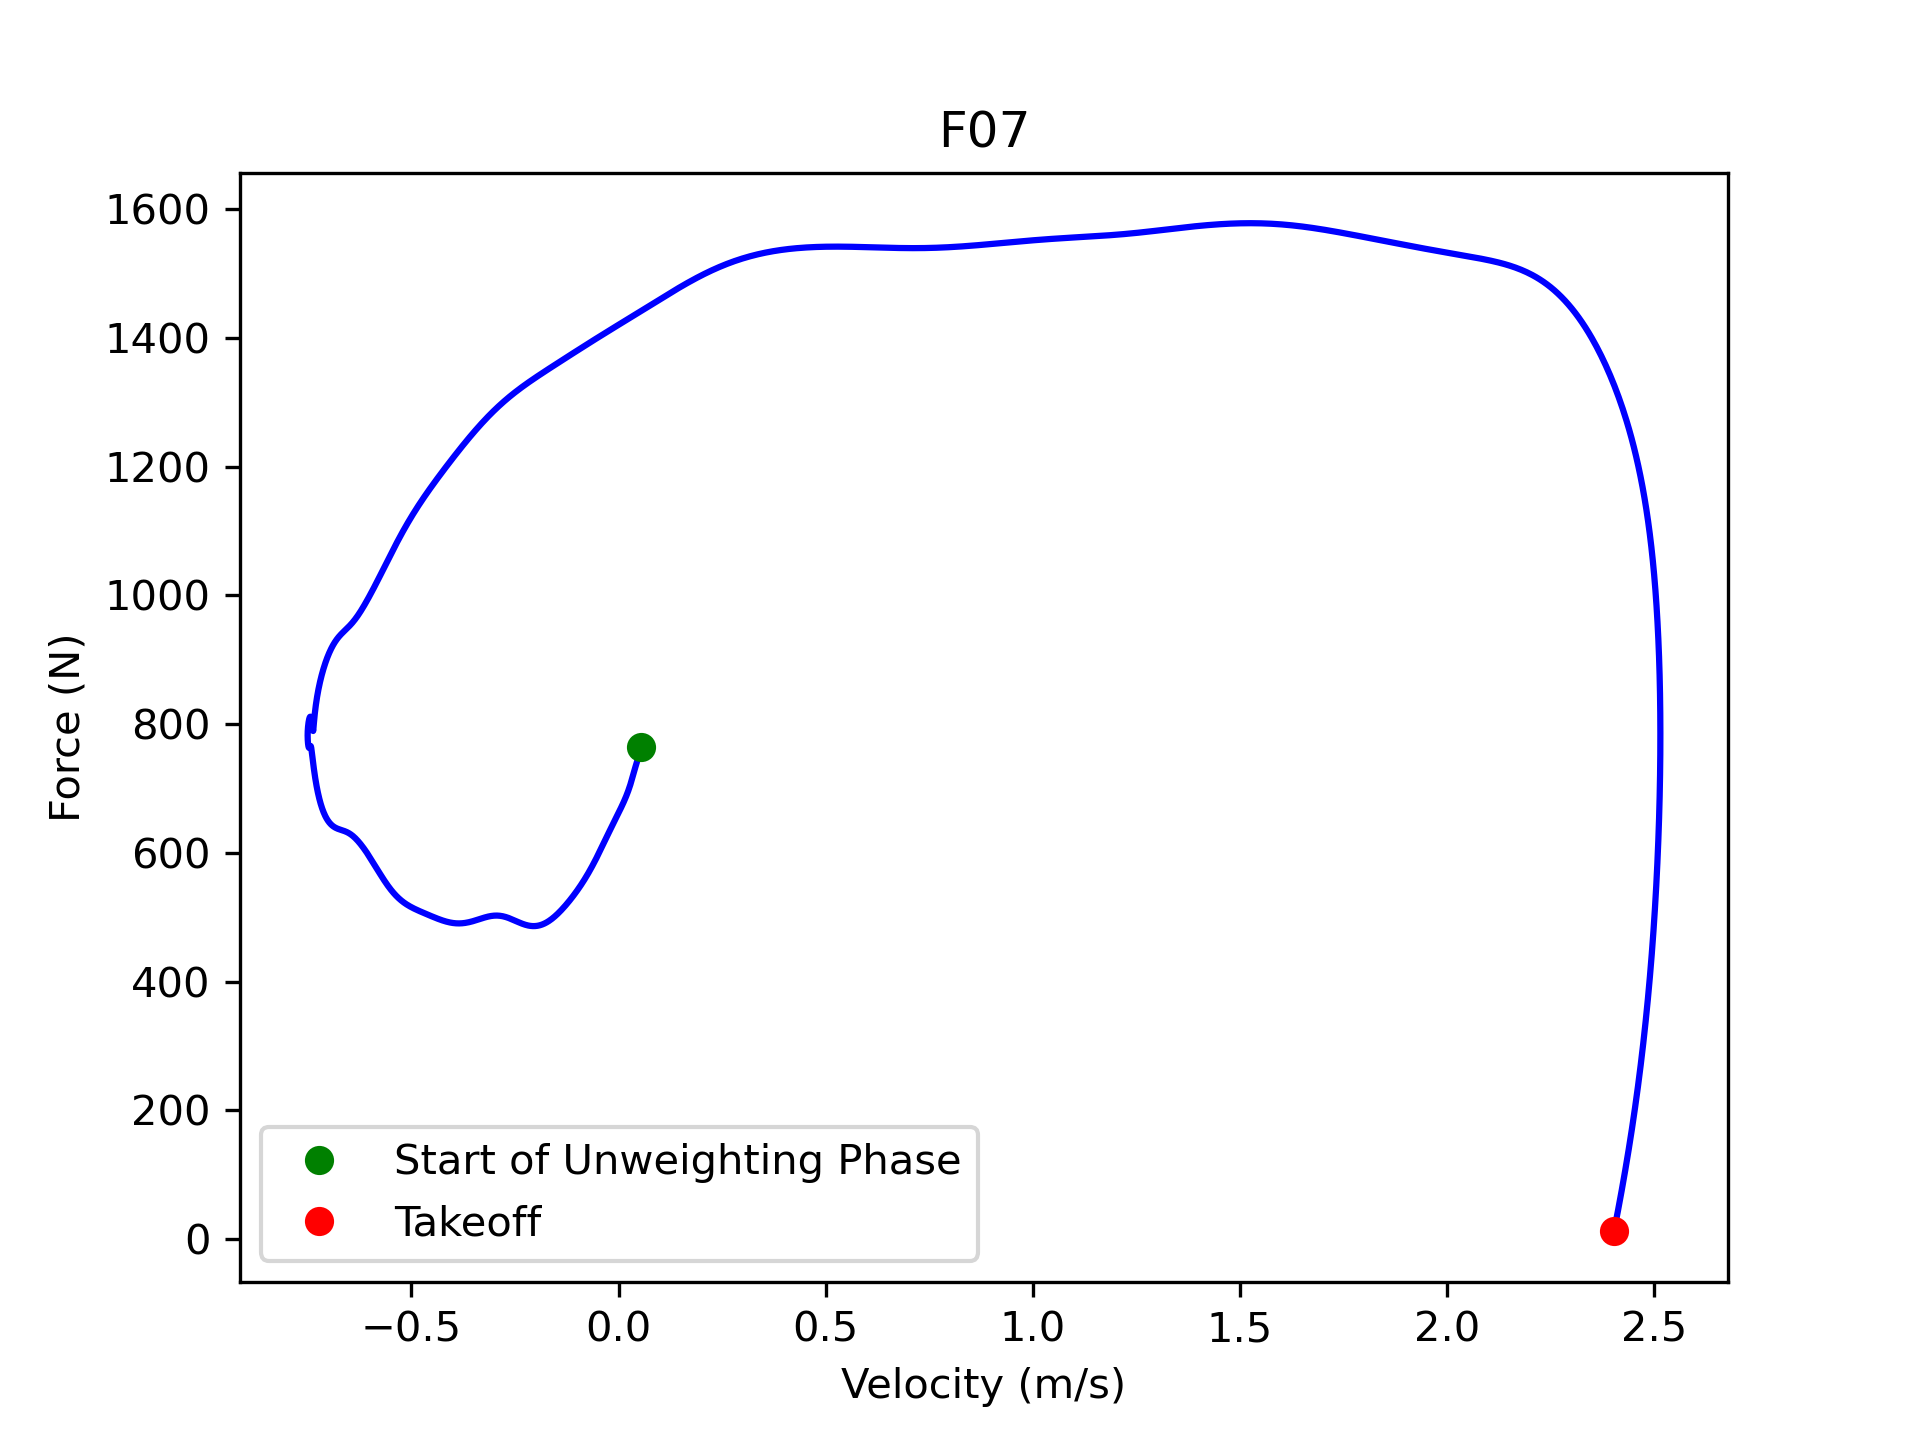 F07
1600
1400
1200
1000
800
600
400
200
0
Force (N)
−0.5 0.0 0.5 1.0 1.5 2.0 2.5
Velocity (m/s)
Start of Unweighting Phase
Takeoff